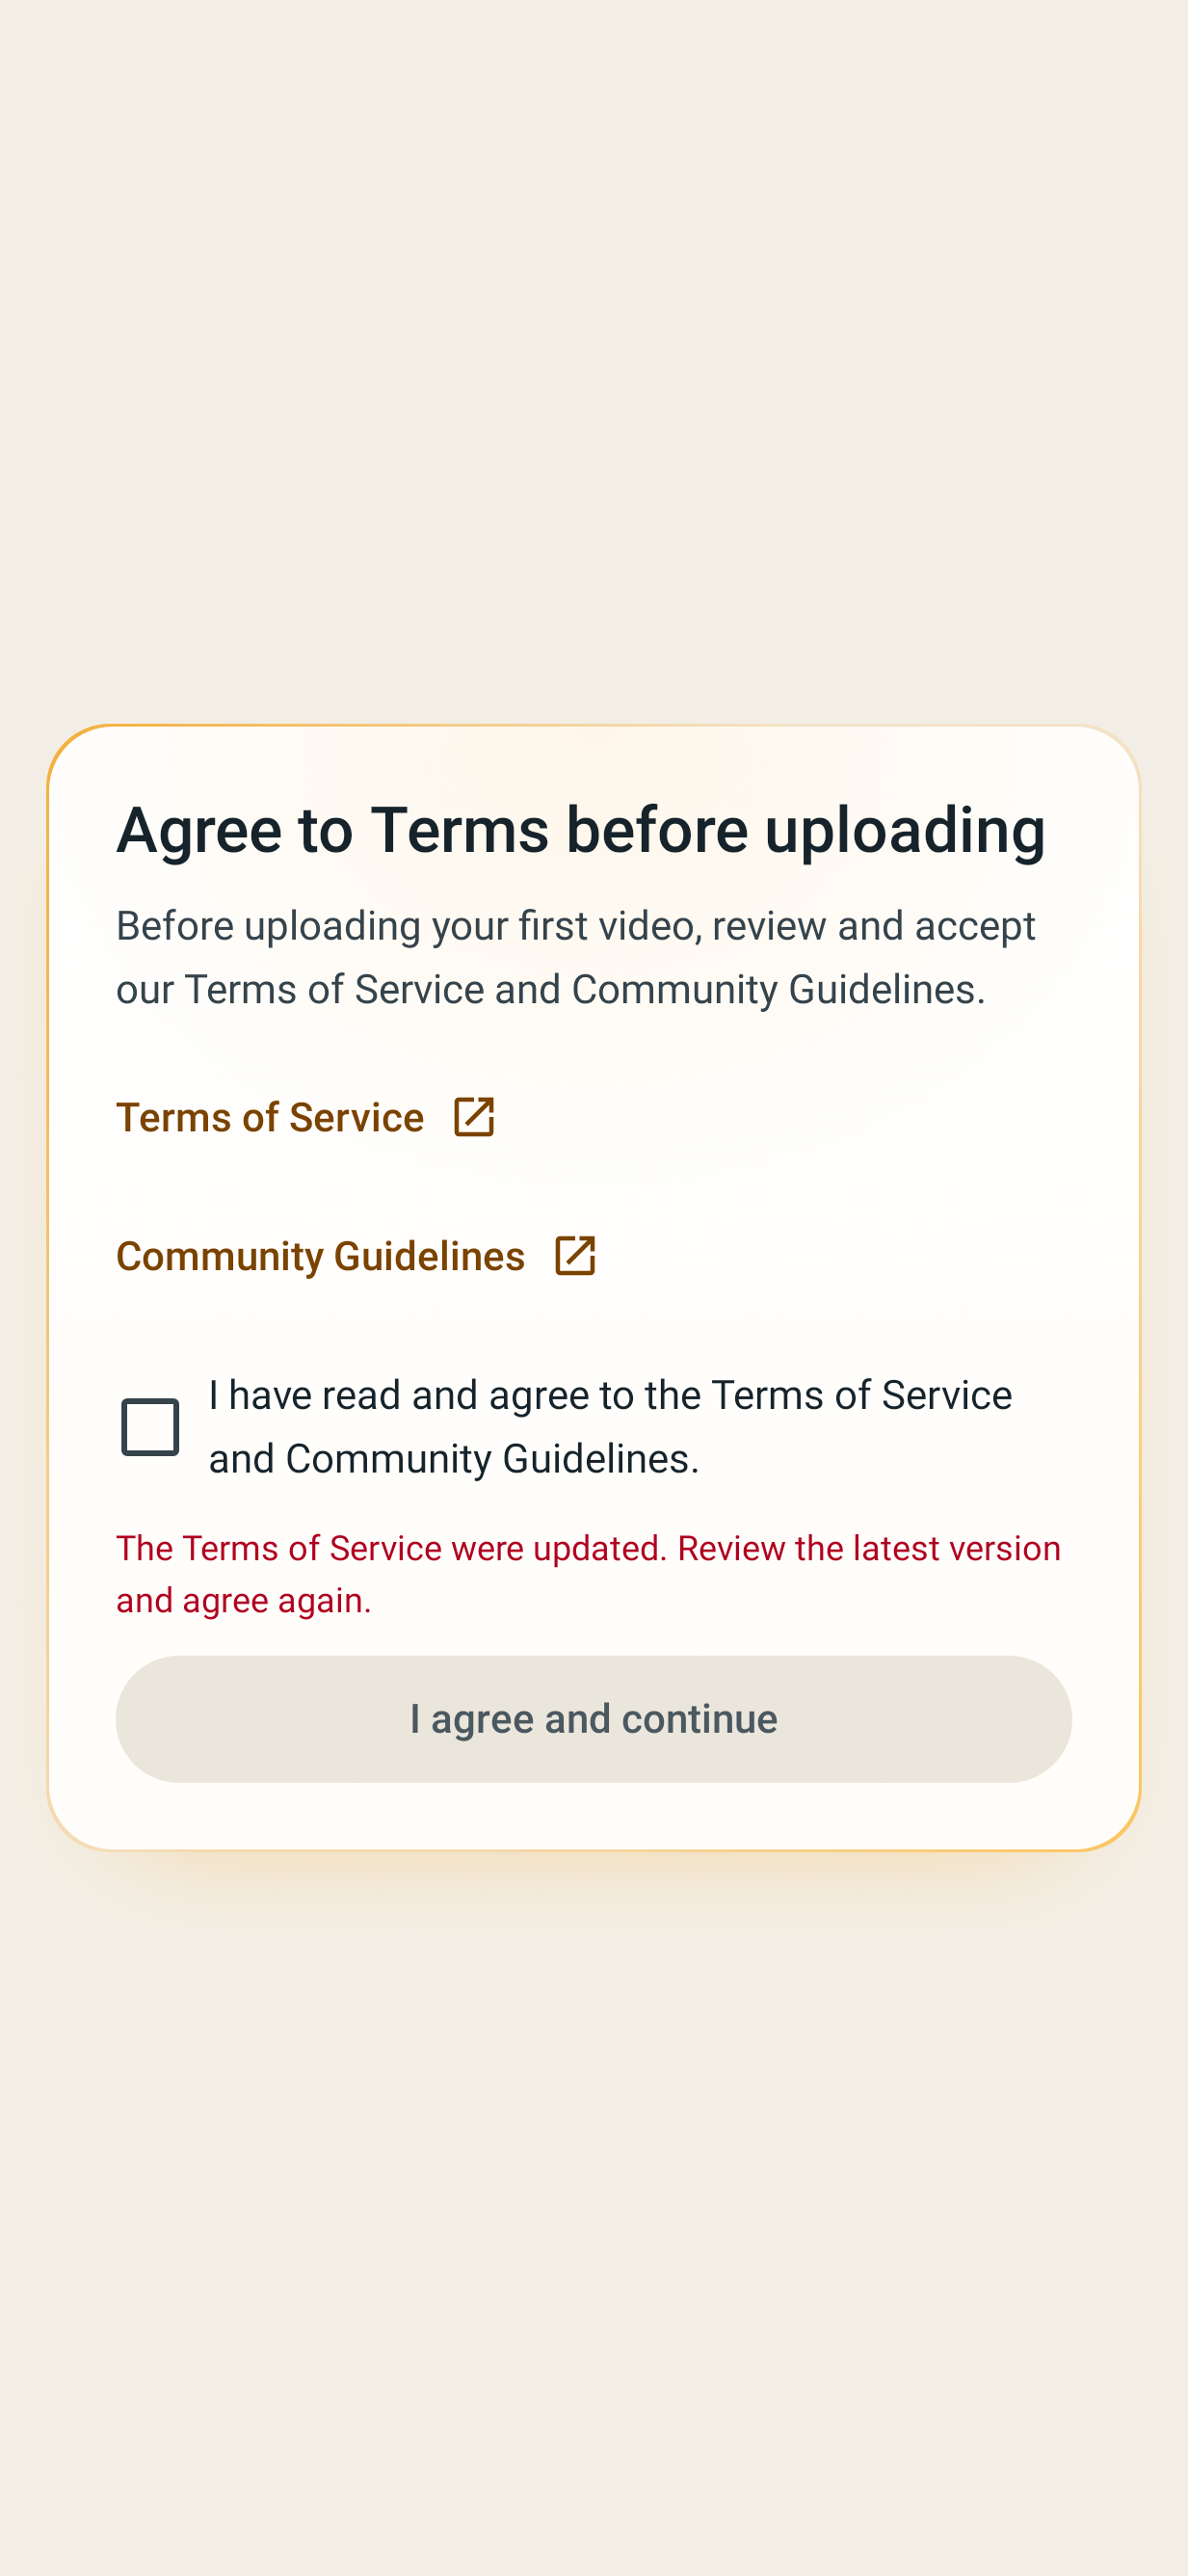 Agree to Terms before uploading
Before uploading your first video, review and accept
our Terms of Service and Community Guidelines.
Terms of Service
Community Guidelines
I have read and agree to the Terms of Service
and Community Guidelines.
The Terms of Service were updated. Review the latest version
and agree again.
I agree and continue